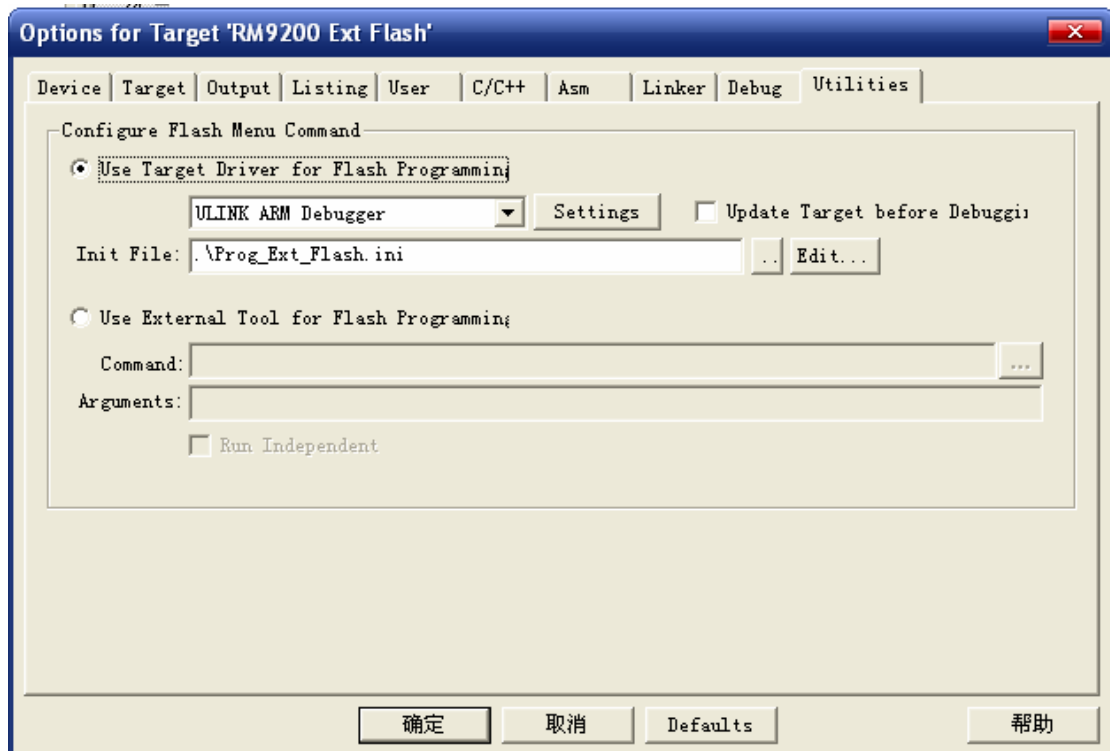 Options for Target 'RM9200 Ext Flash'
Device Target Output Listing User C/C++ Asm Linker Debug Utilities
Configure Flash Menu Command
Use Target Driver for Flash Programmin
ULINK ARM Debugger Settings Update Target before Debuggi
Init File: .\Prog_Ext_Flash.ini .. Edit...
Use External Tool for Flash Programmin
Command: ...
Arguments:
Run Independent
确定 取消 Defaults 帮助